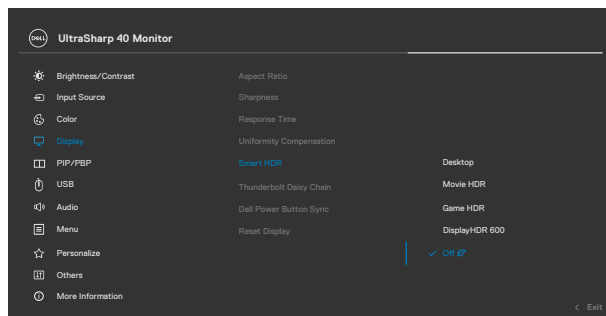 DELL
UltraSharp 40 Monitor
Brightness/Contrast
Input Source
Color
Display
PIP/PBP
USB
Audio
Menu
Personalize
Others
More Information
Aspect Ratio
Sharpness
Response Time
Uniformity Compensation
Smart HDR
Thunderbolt Daisy Chain
Dell Power Button Sync
Reset Display
Desktop
Movie HDR
Game HDR
DisplayHDR 600
Off
Exit